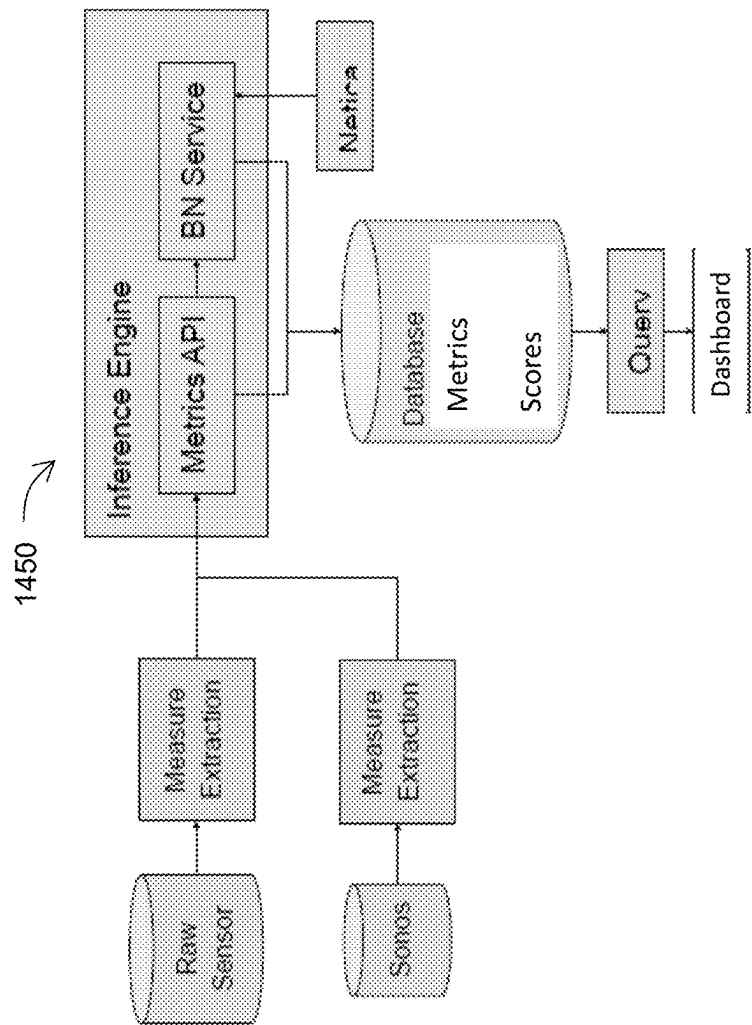 1450
Inference Engine
Metrics API
BN Service
Netica
Raw
Sensor
Measure
Extraction
Sonos
Measure
Extraction
Database
Metrics
Scores
Query
Dashboard